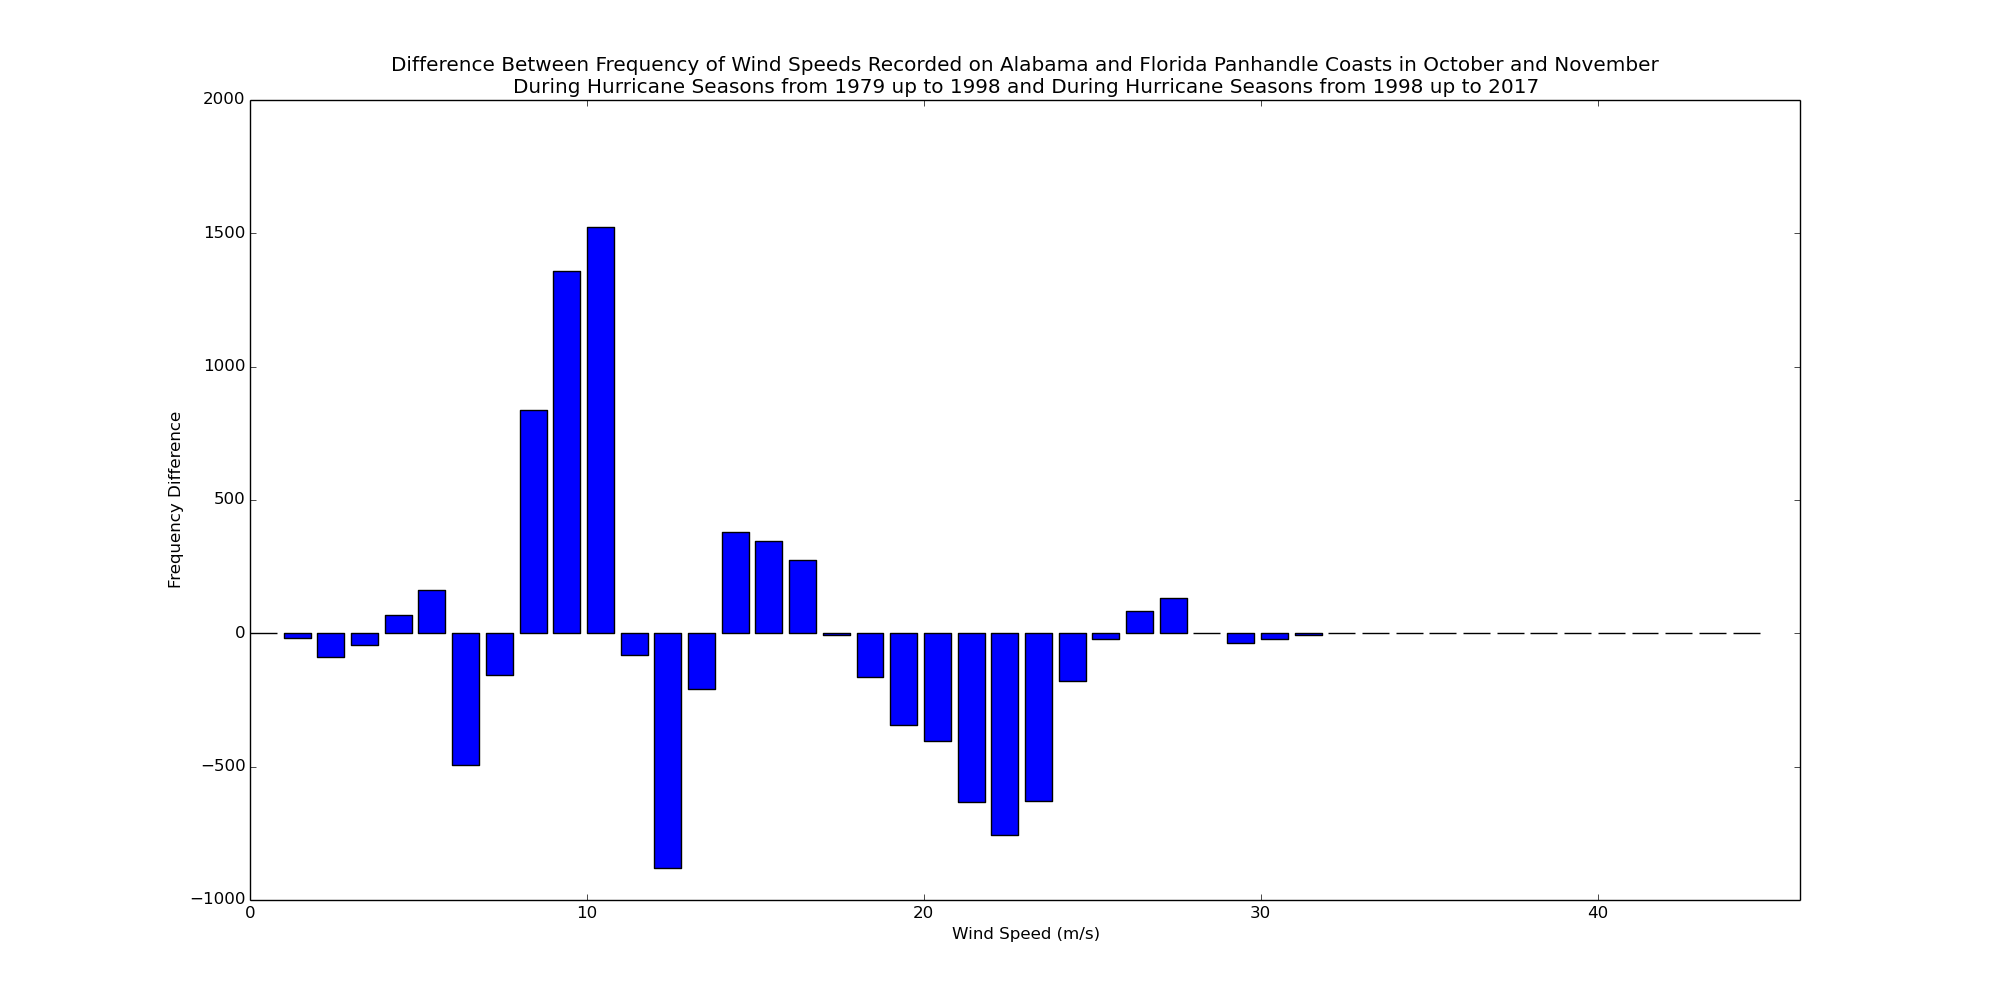 Difference Between Frequency of Wind Speeds Recorded on Alabama and Florida Panhandle Coasts in October and November
During Hurricane Seasons from 1979 up to 1998 and During Hurricane Seasons from 1998 up to 2017
2000
1500
1000
500
0
−500
−1000
Frequency Difference
0 10 20 30 40
Wind Speed (m/s)